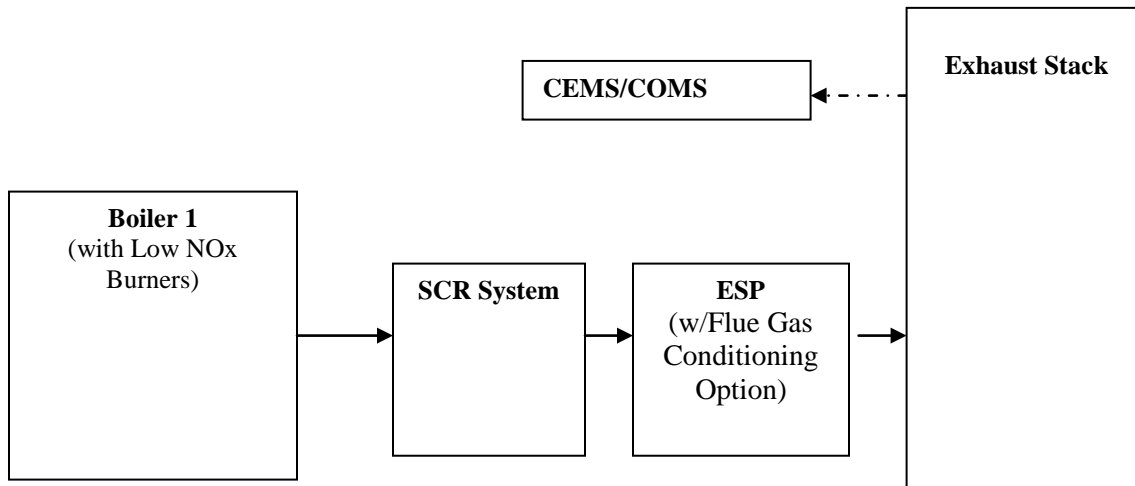 Exhaust Stack
CEMS/COMS
Boiler 1
(with Low NOx
Burners)
SCR System
ESP
(w/Flue Gas
Conditioning
Option)